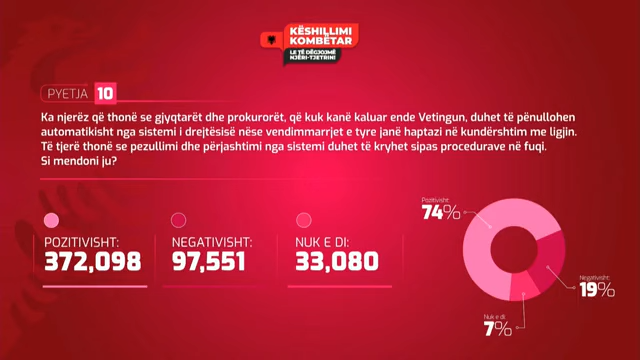 KËSHILLIMI
KOMBËTAR
LE TË DËGJOJMË
NJËRI-TJETRIN!
PYETJA 10
Ka njerëz që thonë se gjyqtarët dhe prokurorët, që kuk kanë kaluar ende Vetingun, duhet të pënullohen
automatikisht nga sistemi i drejtësisë nëse vendimmarrjet e tyre janë haptazi në kundërshtim me ligjin.
Të tjerë thonë se pezullimi dhe përjashtimi nga sistemi duhet të kryhet sipas procedurave në fuqi.
Si mendoni ju?
POZITIVISHT:
372,098
NEGATIVISHT:
97,551
NUK E DI:
33,080
Pozitivisht:
74%
Negativisht:
19%
Nuk e di:
7%